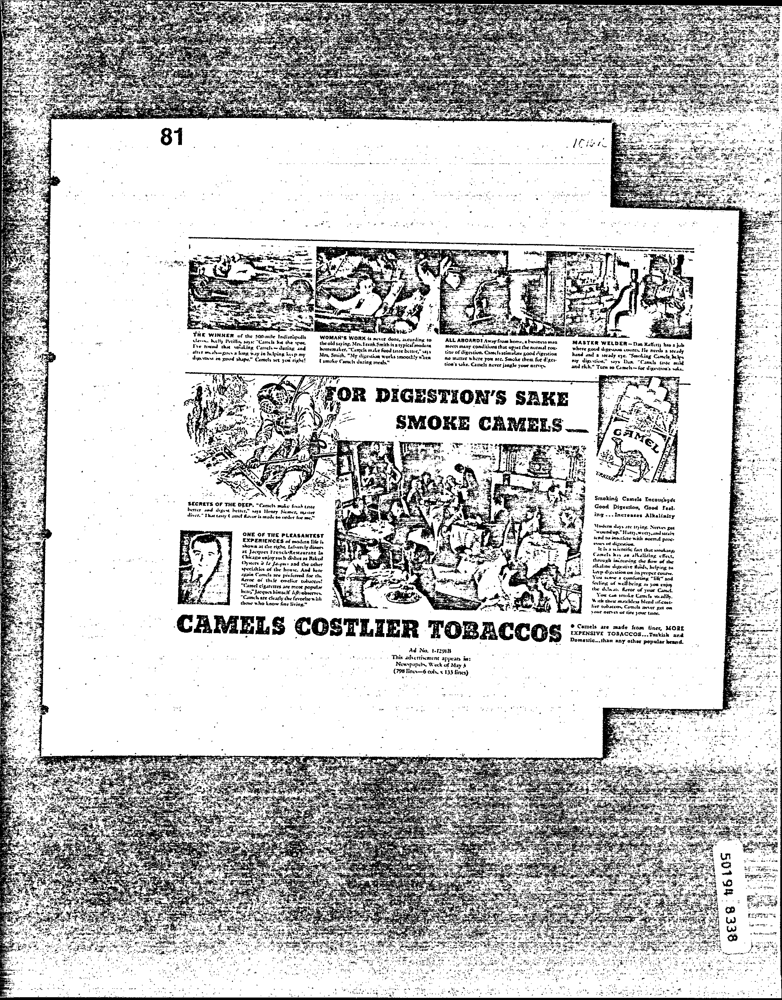 81
THE WINNER of the 500-mile Indianapolis
classic, Kelly Petillo, says: "Camels hit the spot.
I've found that smoking Camels during and
after meals goes a long way in helping keep my
digestion in good shape." Camels set you right!
WOMAN'S WORK is never done, according to
the old saying. Mrs. Frank Smith is a typical modern
homemaker. "Camels make food taste better," says
Mrs. Smith. "My digestion works smoothly when
I smoke Camels during meals."
ALL ABOARD! Away from home, a business man
meets many conditions that upset the normal rou-
tine of digestion. Camels stimulate good digestion
no matter where you are. Smoke them for diges-
tion's sake. Camels never jangle your nerves.
MASTER WELDER—Dan Rafferty has a job
where good digestion counts. He needs a steady
hand and a steady eye. "Smoking Camels helps
my digestion," says Dan. "Camels taste mild
and rich." Turn to Camels—for digestion's sake.
FOR DIGESTION'S SAKE
SMOKE CAMELS
CAMEL
SECRETS OF THE DEEP. "Camels make food taste
better and digest better," says Henry
diver. "That tasty Camel flavor is made to order for me."
ONE OF THE PLEASANTEST
EXPERIENCES of modern life is
shown at the right. Leisurely diners
at Jacques French Restaurant in
Chicago enjoy such dishes as Baked
Oysters à la Jacques and the other
specialties of the house. And here
again Camels are preferred for the
flavor of their costlier tobaccos!
"Camel cigarettes are most popular
here," Jacques himself observes.
"Camels are clearly the favorite with
those who know fine living."
Smoking Camels Encourages
Good Digestion, Good Feel-
ing...Increases Alkalinity
Modern days are trying. Nerves get
"wound up." Hurry, worry, and strain
tend to interfere with normal proc-
esses of digestion.
It is a scientific fact that smoking
Camels has an alkalizing effect,
through increasing the flow of the
alkaline digestive fluids, helping to
keep digestion on its proper course.
You sense a comforting "lift" and
feeling of well-being as you enjoy
the delicate flavor of your Camel.
You can smoke Camels steadily.
With their matchless blend of cost-
lier tobaccos, Camels never get on
your nerves or tire your taste.
CAMELS COSTLIER TOBACCOS
• Camels are made from finer, MORE
EXPENSIVE TOBACCOS...Turkish and
Domestic...than any other popular brand.
Ad No. 1-1298B
This advertisement appears in:
Newspapers, Week of May 3
(798 lines—6 cols. x 133 lines)
50194 8338